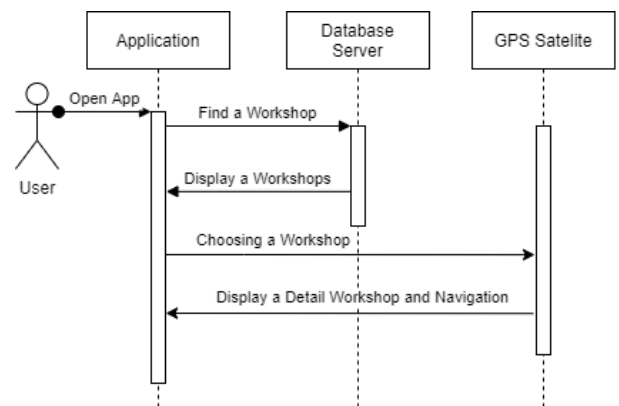 Application
Database
Server
GPS Satelite
Open App
Find a Workshop
Display a Workshops
User
Choosing a Workshop
Display a Detail Workshop and Navigation